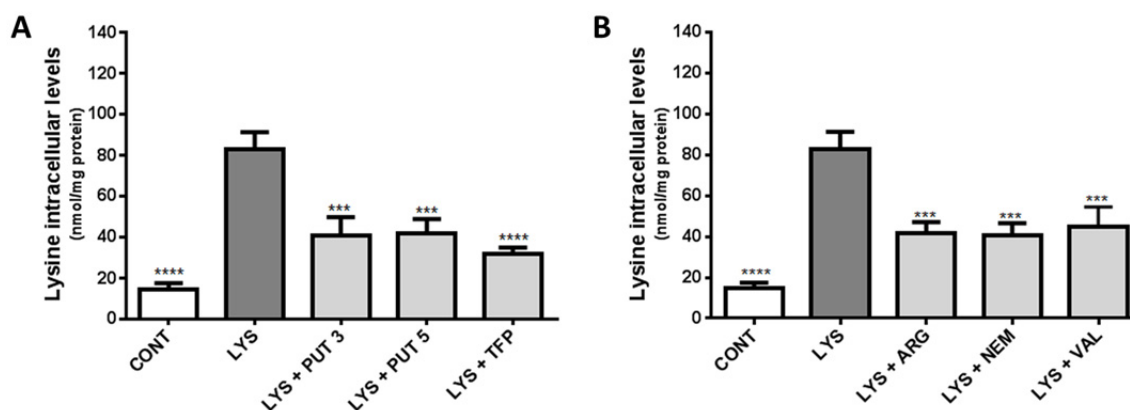 A
Lysine intracellular levels
(nmol/mg protein)
140
120
100
80
60
40
20
0
****
***
***
****
CONT
LYS
LYS + PUT 3
LYS + PUT 5
LYS + TFP
B
Lysine intracellular levels
(nmol/mg protein)
140
120
100
80
60
40
20
0
****
***
***
***
CONT
LYS
LYS + ARG
LYS + NEM
LYS + VAL